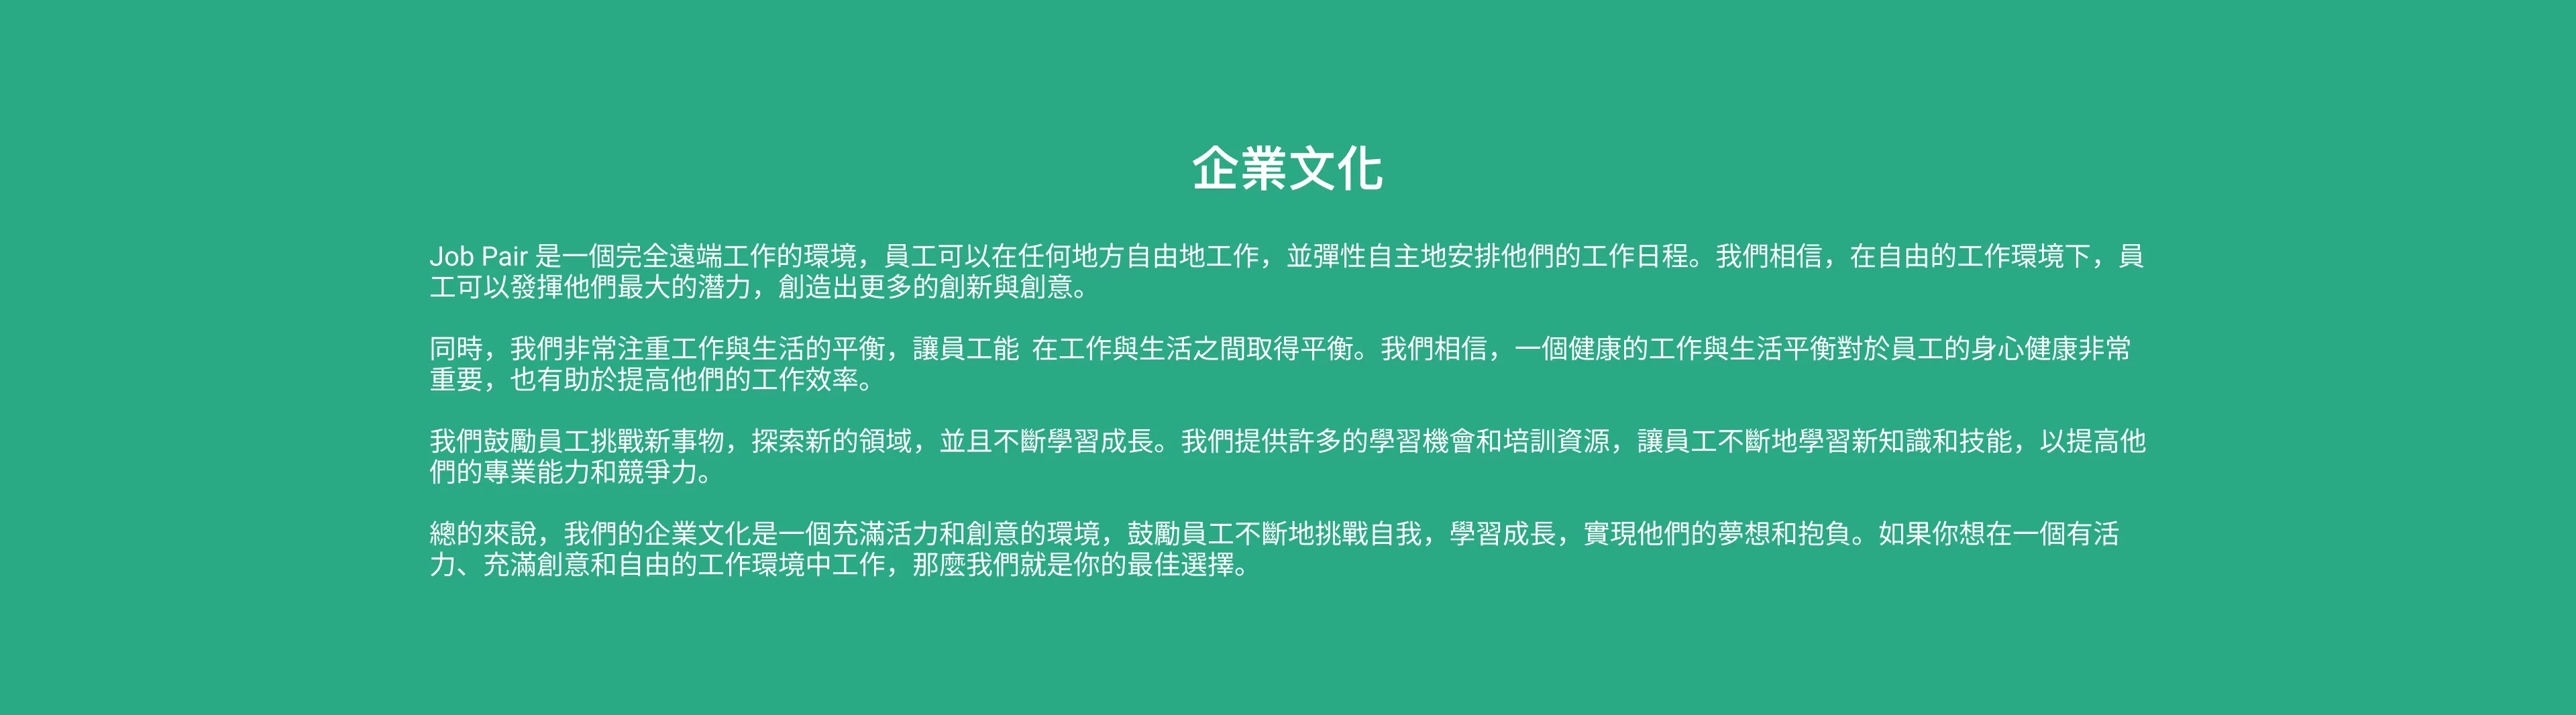 企業文化
Job Pair 是一個完全遠端工作的環境，員工可以在任何地方自由地工作，並彈性自主地安排他們的工作日程。我們相信，在自由的工作環境下，員
工可以發揮他們最大的潛力，創造出更多的創新與創意。
同時，我們非常注重工作與生活的平衡，讓員工能 在工作與生活之間取得平衡。我們相信，一個健康的工作與生活平衡對於員工的身心健康非常
重要，也有助於提高他們的工作效率。
我們鼓勵員工挑戰新事物，探索新的領域，並且不斷學習成長。我們提供許多的學習機會和培訓資源，讓員工不斷地學習新知識和技能，以提高他
們的專業能力和競爭力。
總的來說，我們的企業文化是一個充滿活力和創意的環境，鼓勵員工不斷地挑戰自我，學習成長，實現他們的夢想和抱負。如果你想在一個有活
力、充滿創意和自由的工作環境中工作，那麼我們就是你的最佳選擇。